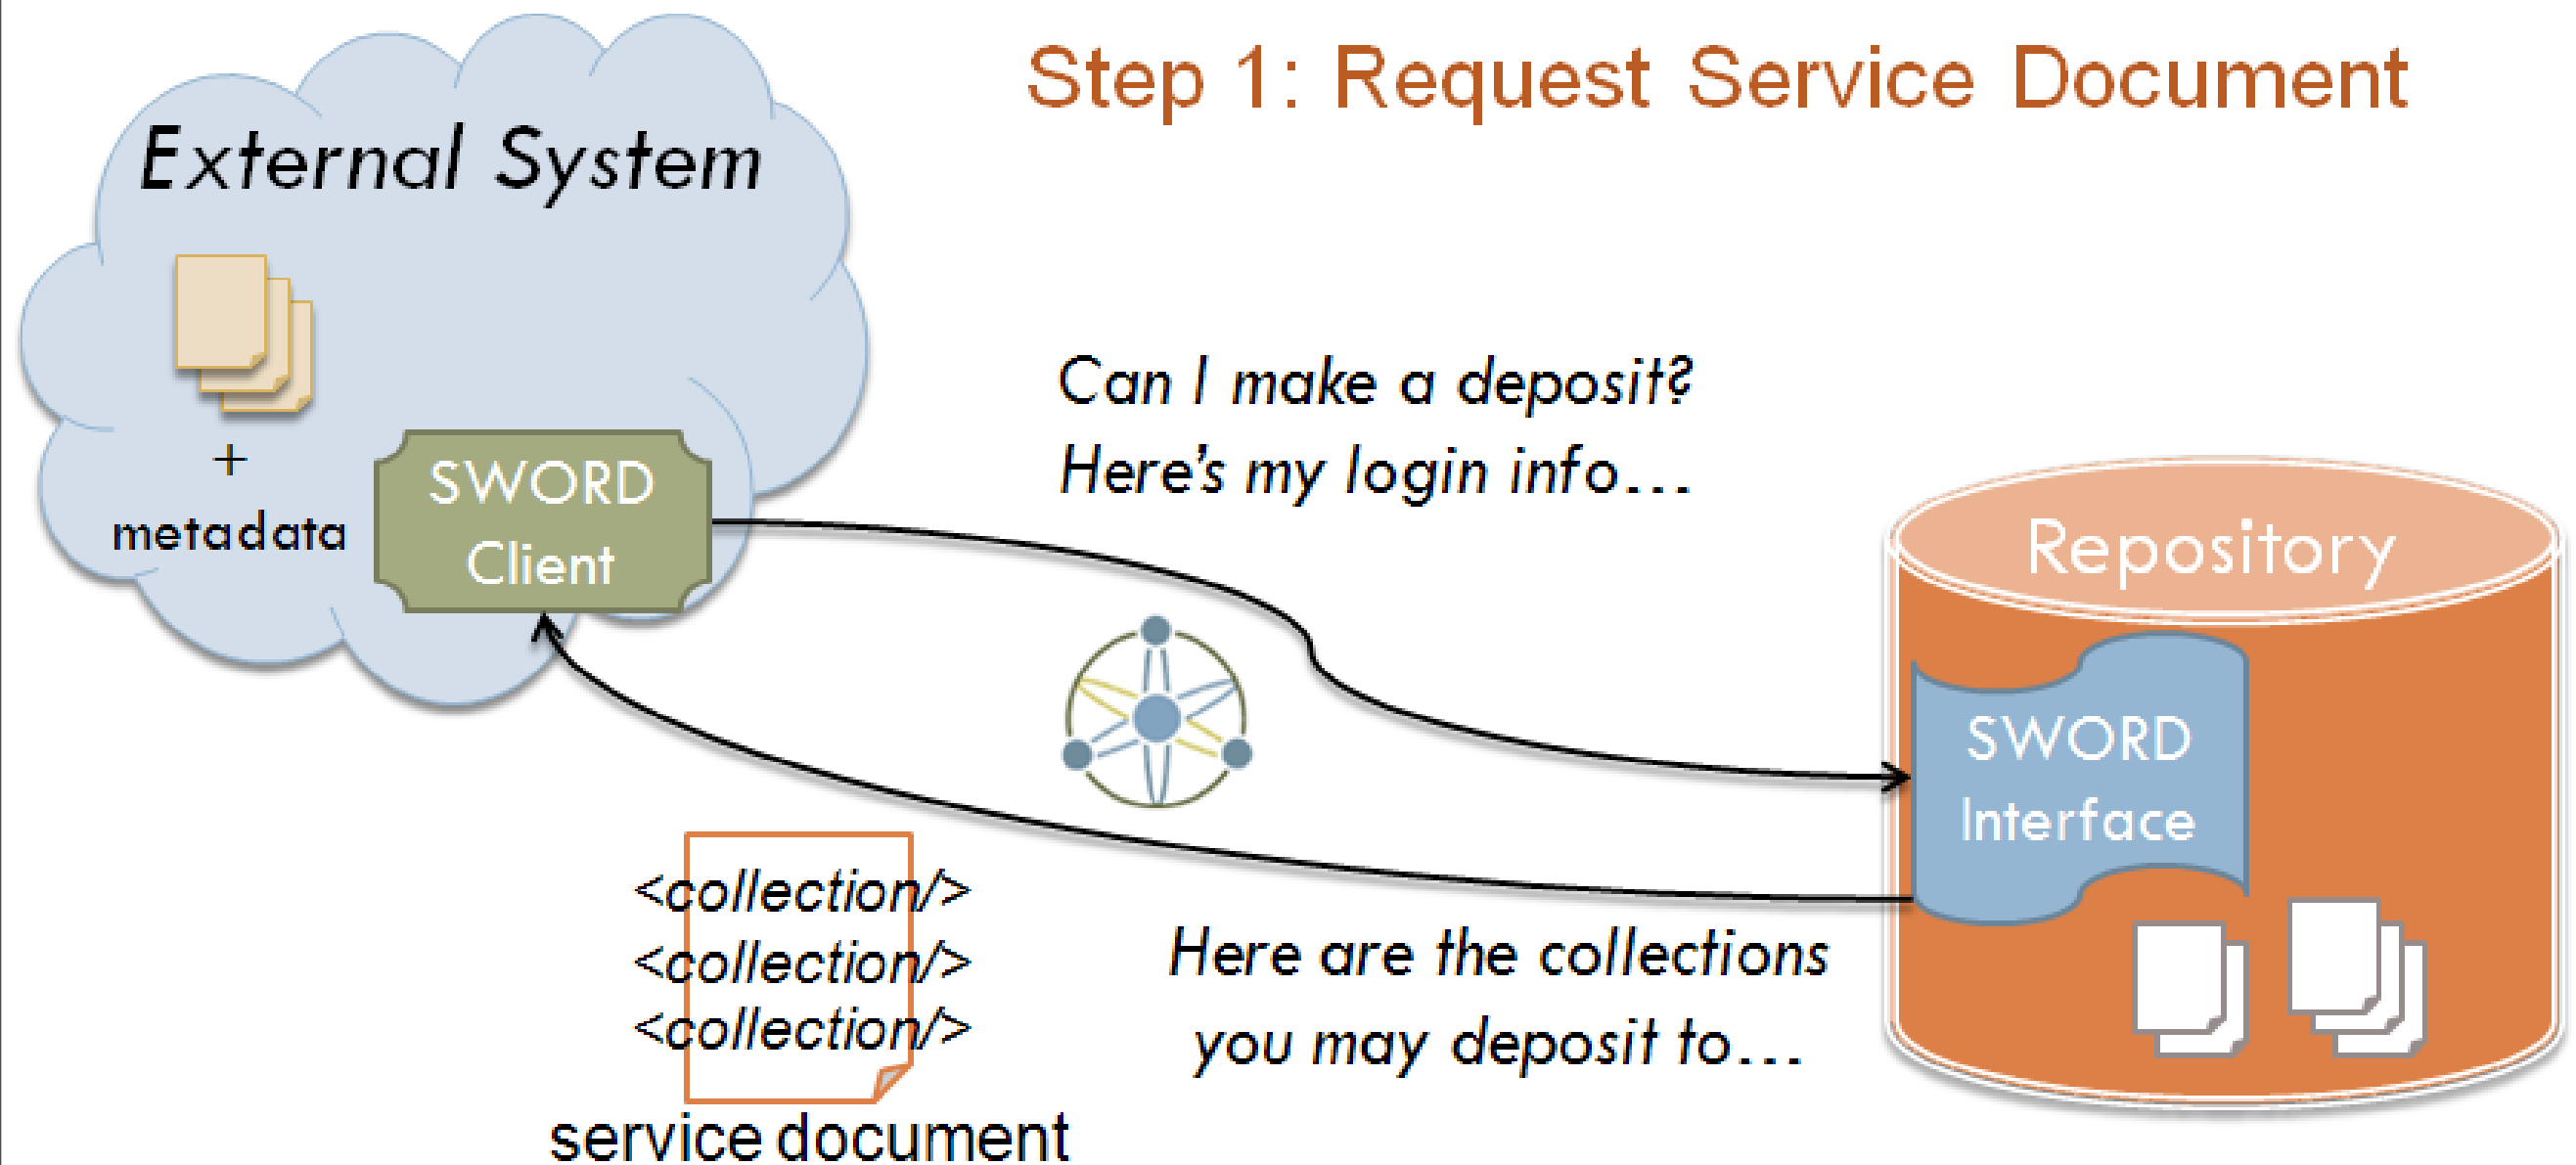 Step 1: Request Service Document
External System
+
metadata
SWORD
Client
Can I make a deposit?
Here's my login info...
Repository
SWORD
Interface
<collection/>
<collection/>
<collection/>
service document
Here are the collections
you may deposit to...